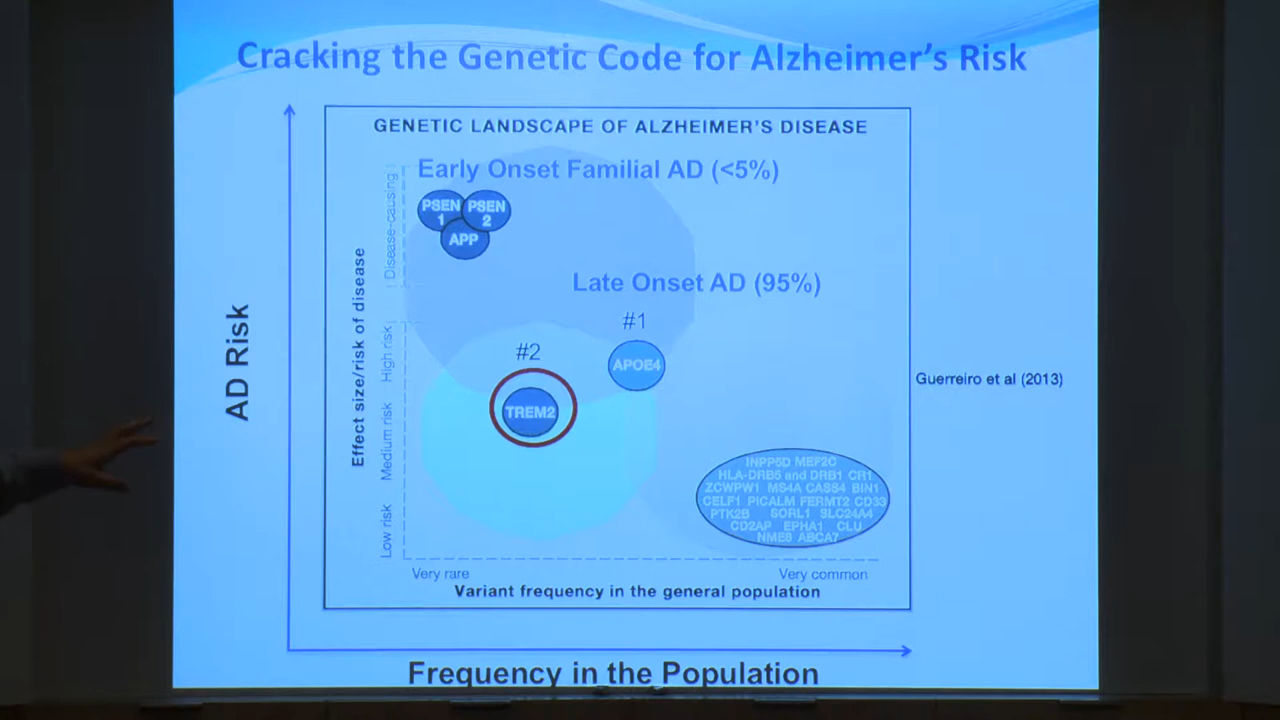 Cracking the Genetic Code for Alzheimer's Risk
GENETIC LANDSCAPE OF ALZHEIMER'S DISEASE
Early Onset Familial AD (<5%)
Disease-causing
PSEN
1
PSEN
2
APP
Late Onset AD (95%)
#1
APOE4
#2
TREM2
High risk
Medium risk
Low risk
Effect size/risk of disease
AD Risk
Guerreiro et al (2013)
INPP5D MEF2C
HLA-DRB5 and DRB1 CR1
ZCWPW1 MS4A CASS4 BIN1
CELF1 PICALM FERMT2 CD33
PTK2B SORL1 SLC24A4
CD2AP EPHA1 CLU
NME8 ABCA7
Very rare
Very common
Variant frequency in the general population
Frequency in the Population